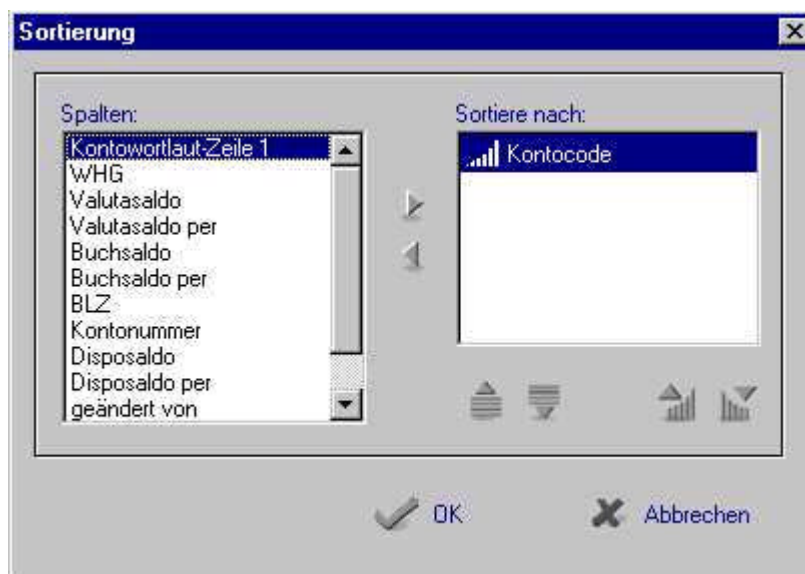 Sortierung
Spalten:
Kontowortlaut-Zeile 1
WHG
Valutasaldo
Valutasaldo per
Buchsaldo
Buchsaldo per
BLZ
Kontonummer
Disposaldo
Disposaldo per
geändert von
Sortiere nach:
Kontocode
OK
Abbrechen